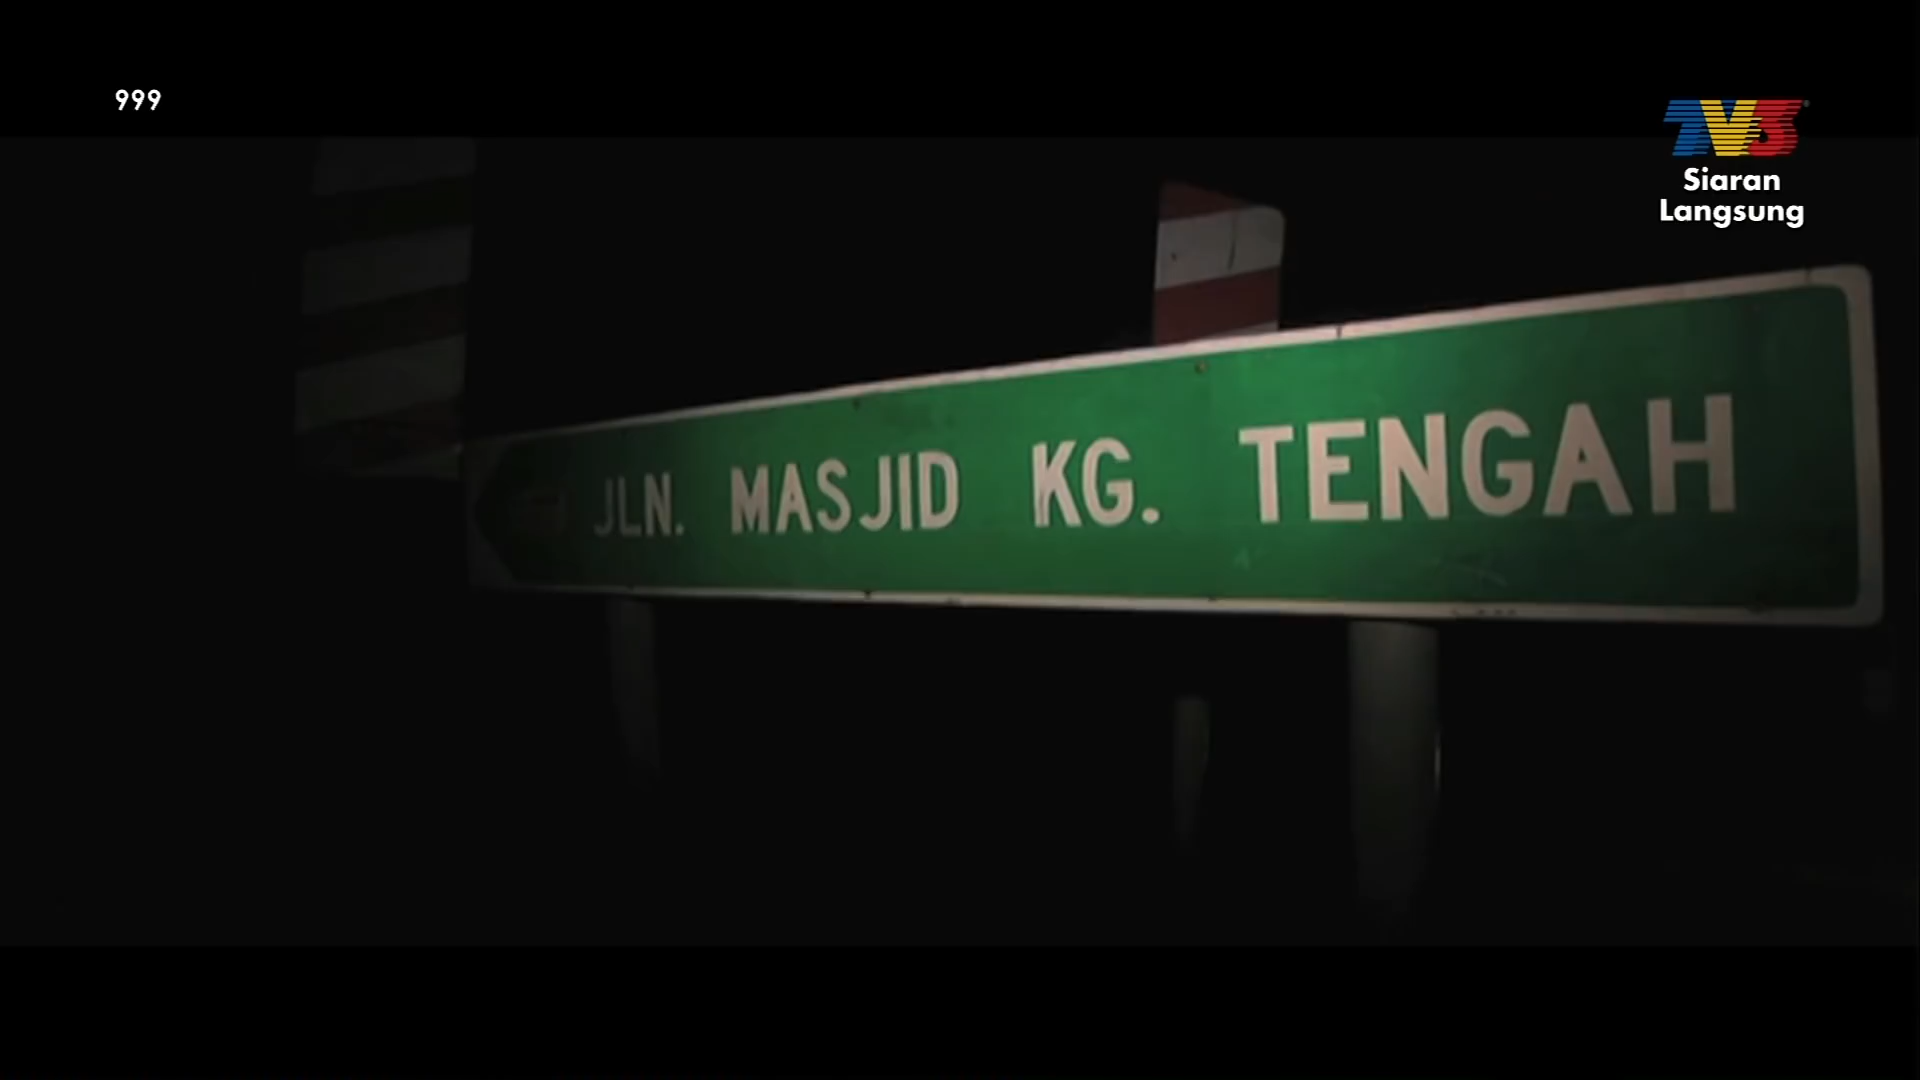 999
TV3
Siaran
Langsung
JLN. MASJID KG. TENGAH